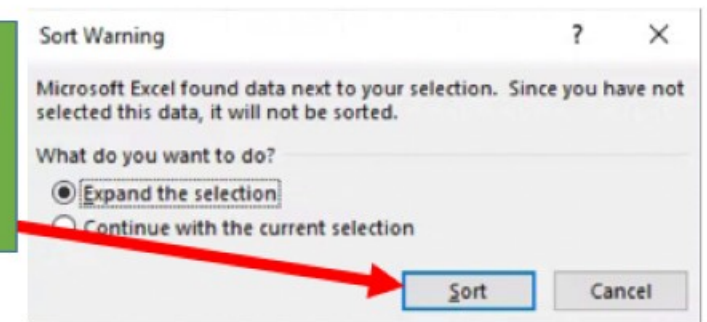 Sort Warning ? ×
Microsoft Excel found data next to your selection. Since you have not
selected this data, it will not be sorted.
What do you want to do?
Expand the selection
Continue with the current selection
Sort Cancel